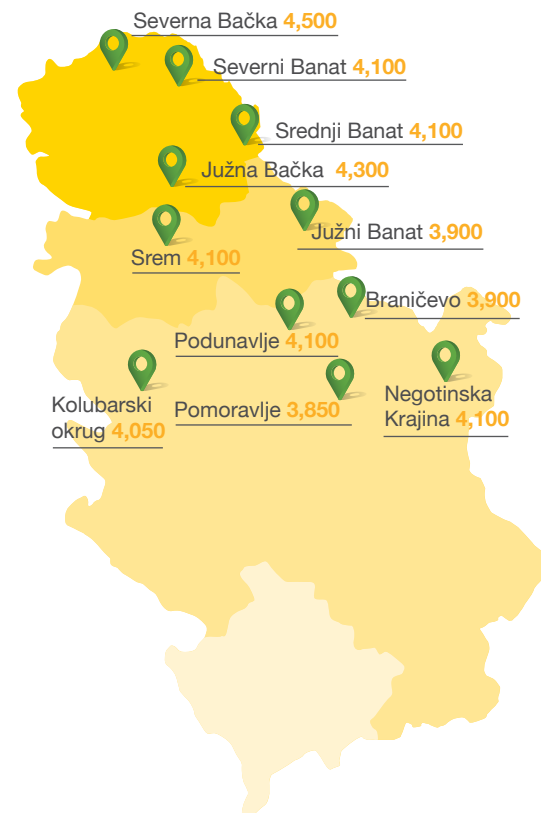 Severna Bačka 4,500
Severni Banat 4,100
Srednji Banat 4,100
Južna Bačka 4,300
Južni Banat 3,900
Srem 4,100
Braničevo 3,900
Podunavlje 4,100
Negotinska
Krajina 4,100
Kolubarski
okrug 4,050
Pomoravlje 3,850